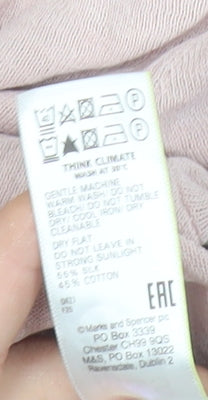 THINK CLIMATE
WASH AT 30°C
GENTLE MACHINE
WARM WASH: DO NOT
BLEACH: DO NOT TUMBLE
DRY: COOL IRON: DRY
CLEANABLE
DRY FLAT
DO NOT LEAVE IN
STRONG SUNLIGHT
55% SILK
45% COTTON
EAC
©Marks and Spencer plc
PO Box 3339
Chester CH99 9QS
M&S, PO Box 13022
Ravensdale, Dublin 2